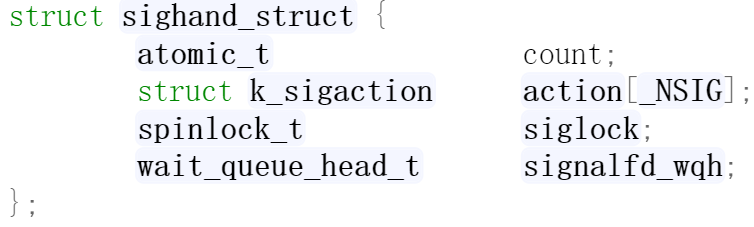 struct sighand_struct {
atomic_t count;
struct k_sigaction action[_NSIG];
spinlock_t siglock;
wait_queue_head_t signalfd_wqh;
};